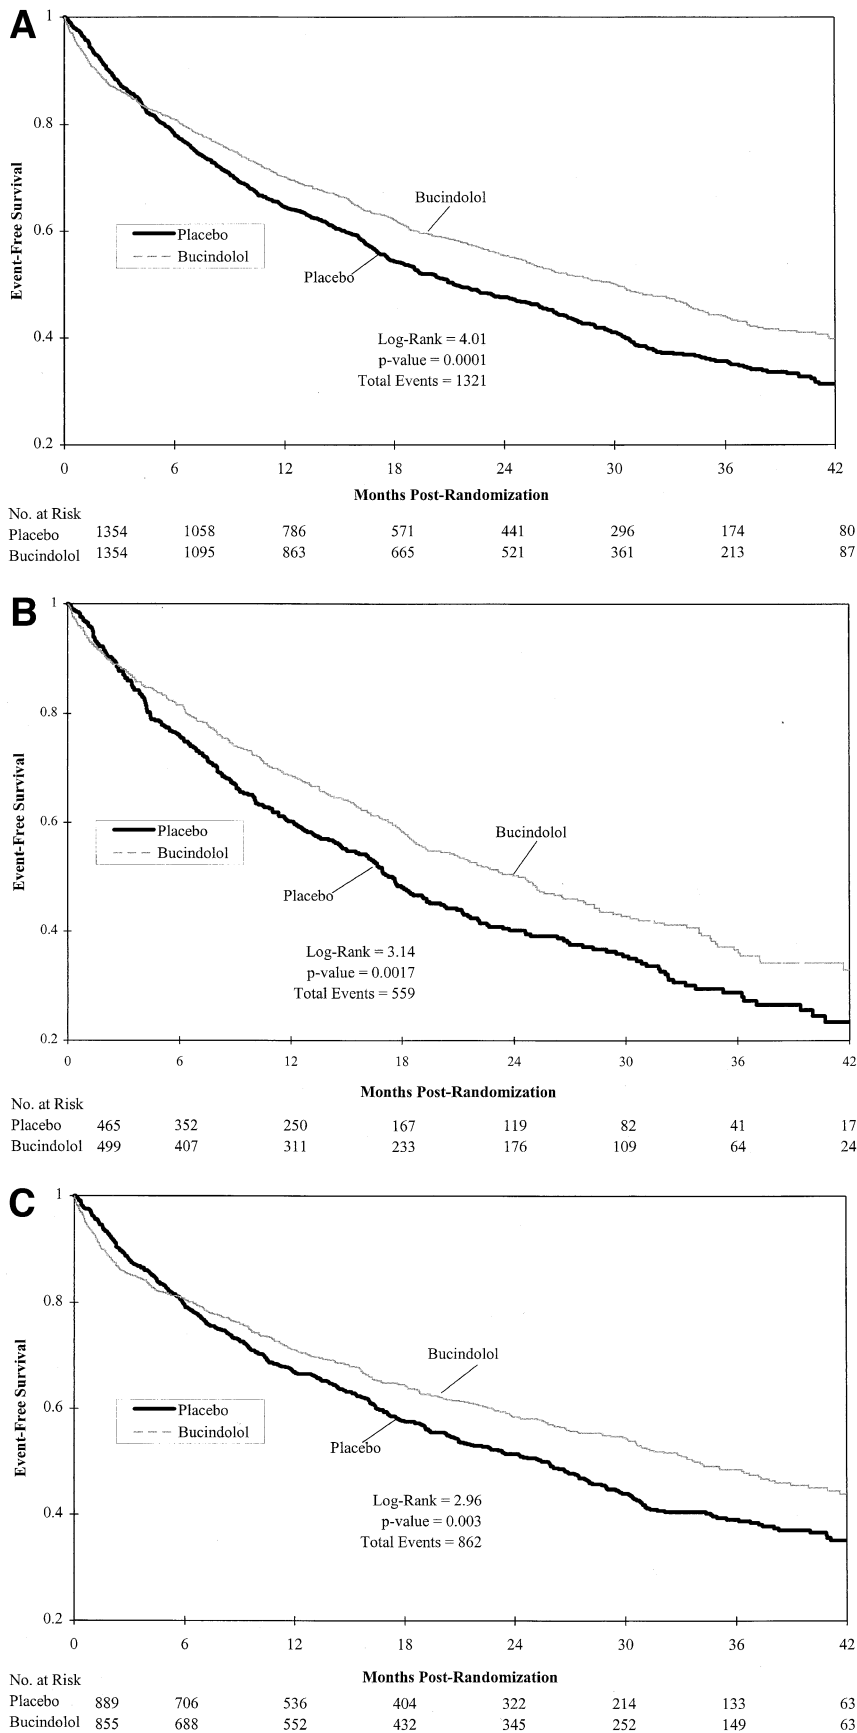 A
1
0.8
0.6
0.4
0.2
Event-Free Survival
Placebo
Bucindolol
Bucindolol
Placebo
Log-Rank = 4.01
p-value = 0.0001
Total Events = 1321
0 6 12 18 24 30 36 42
Months Post-Randomization
No. at Risk
Placebo 1354 1058 786 571 441 296 174 80
Bucindolol 1354 1095 863 665 521 361 213 87
B
1
0.8
0.6
0.4
0.2
Event-Free Survival
Placebo
Bucindolol
Bucindolol
Placebo
Log-Rank = 3.14
p-value = 0.0017
Total Events = 559
0 6 12 18 24 30 36 42
Months Post-Randomization
No. at Risk
Placebo 465 352 250 167 119 82 41 17
Bucindolol 499 407 311 233 176 109 64 24
C
1
0.8
0.6
0.4
0.2
Event-Free Survival
Placebo
Bucindolol
Bucindolol
Placebo
Log-Rank = 2.96
p-value = 0.003
Total Events = 862
0 6 12 18 24 30 36 42
Months Post-Randomization
No. at Risk
Placebo 889 706 536 404 322 214 133 63
Bucindolol 855 688 552 432 345 252 149 63